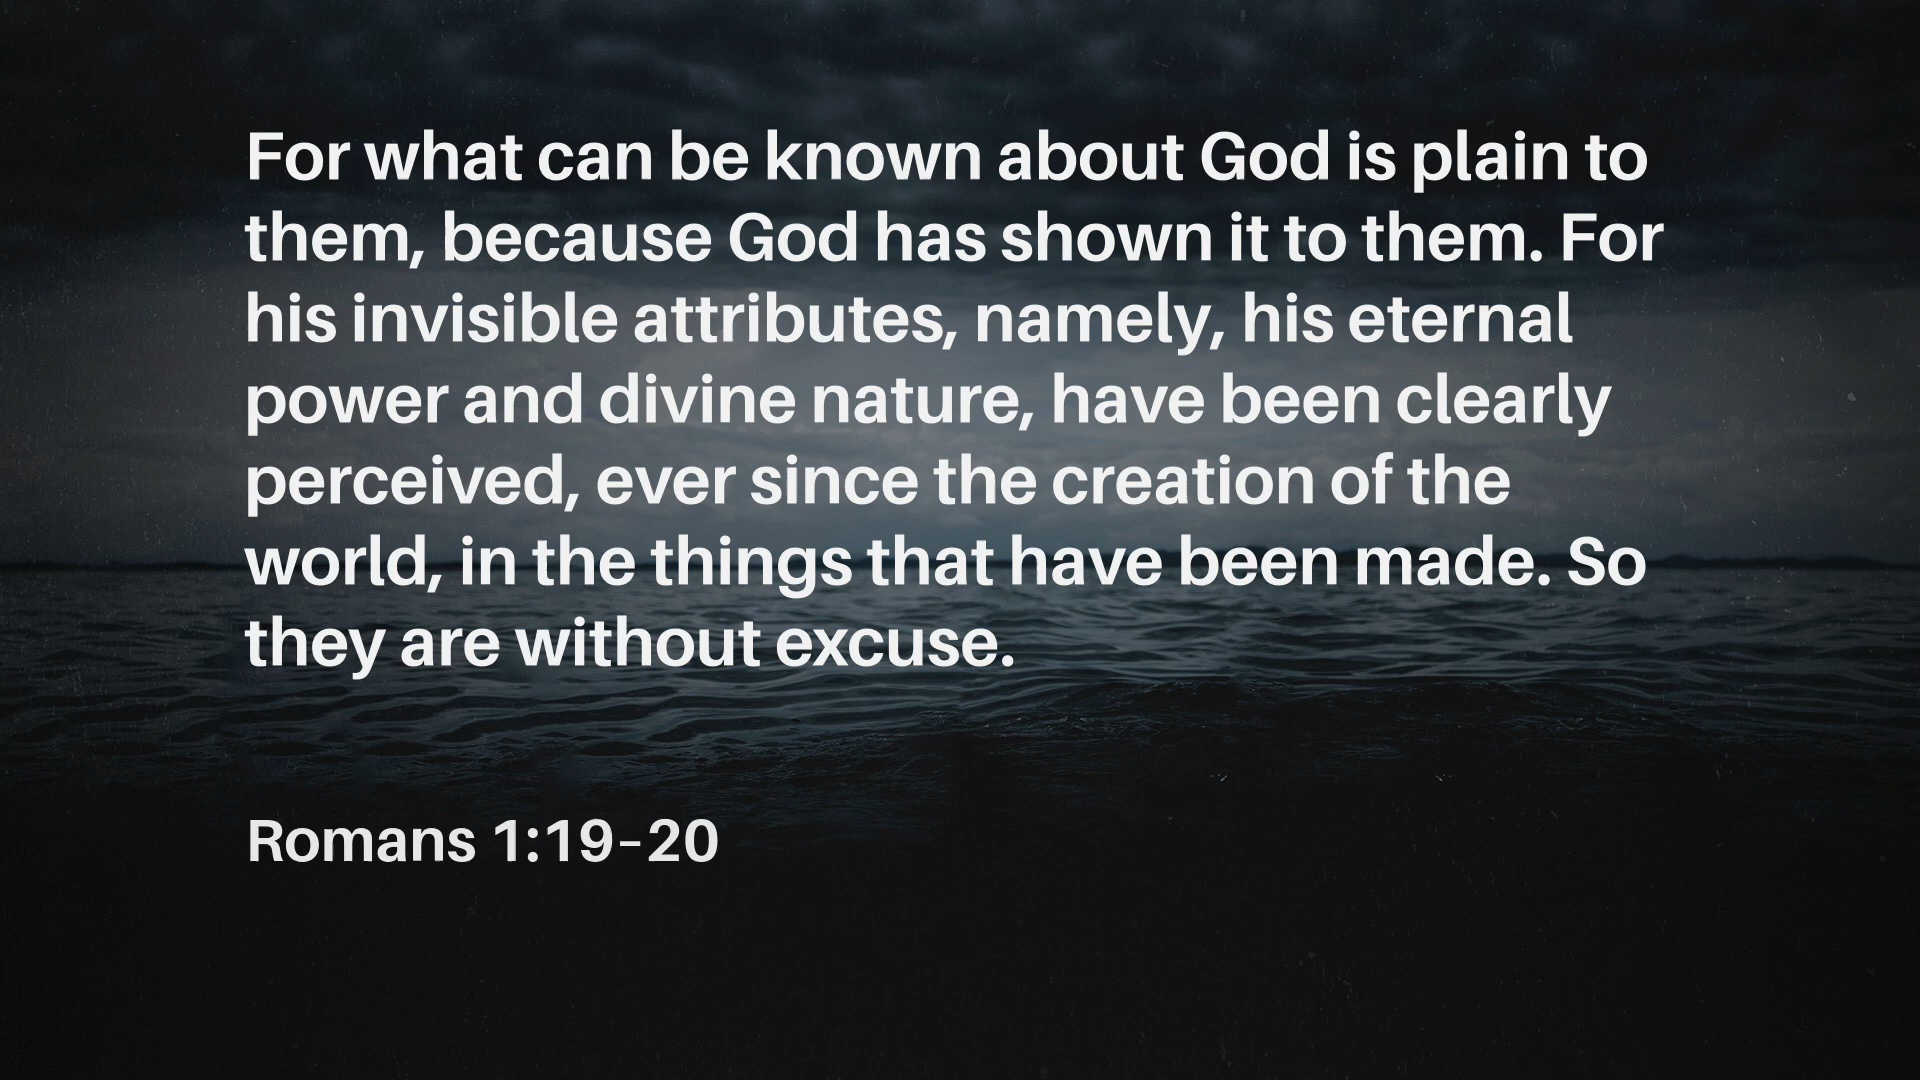 For what can be known about God is plain to
them, because God has shown it to them. For
his invisible attributes, namely, his eternal
power and divine nature, have been clearly
perceived, ever since the creation of the
world, in the things that have been made. So
they are without excuse.
Romans 1:19–20